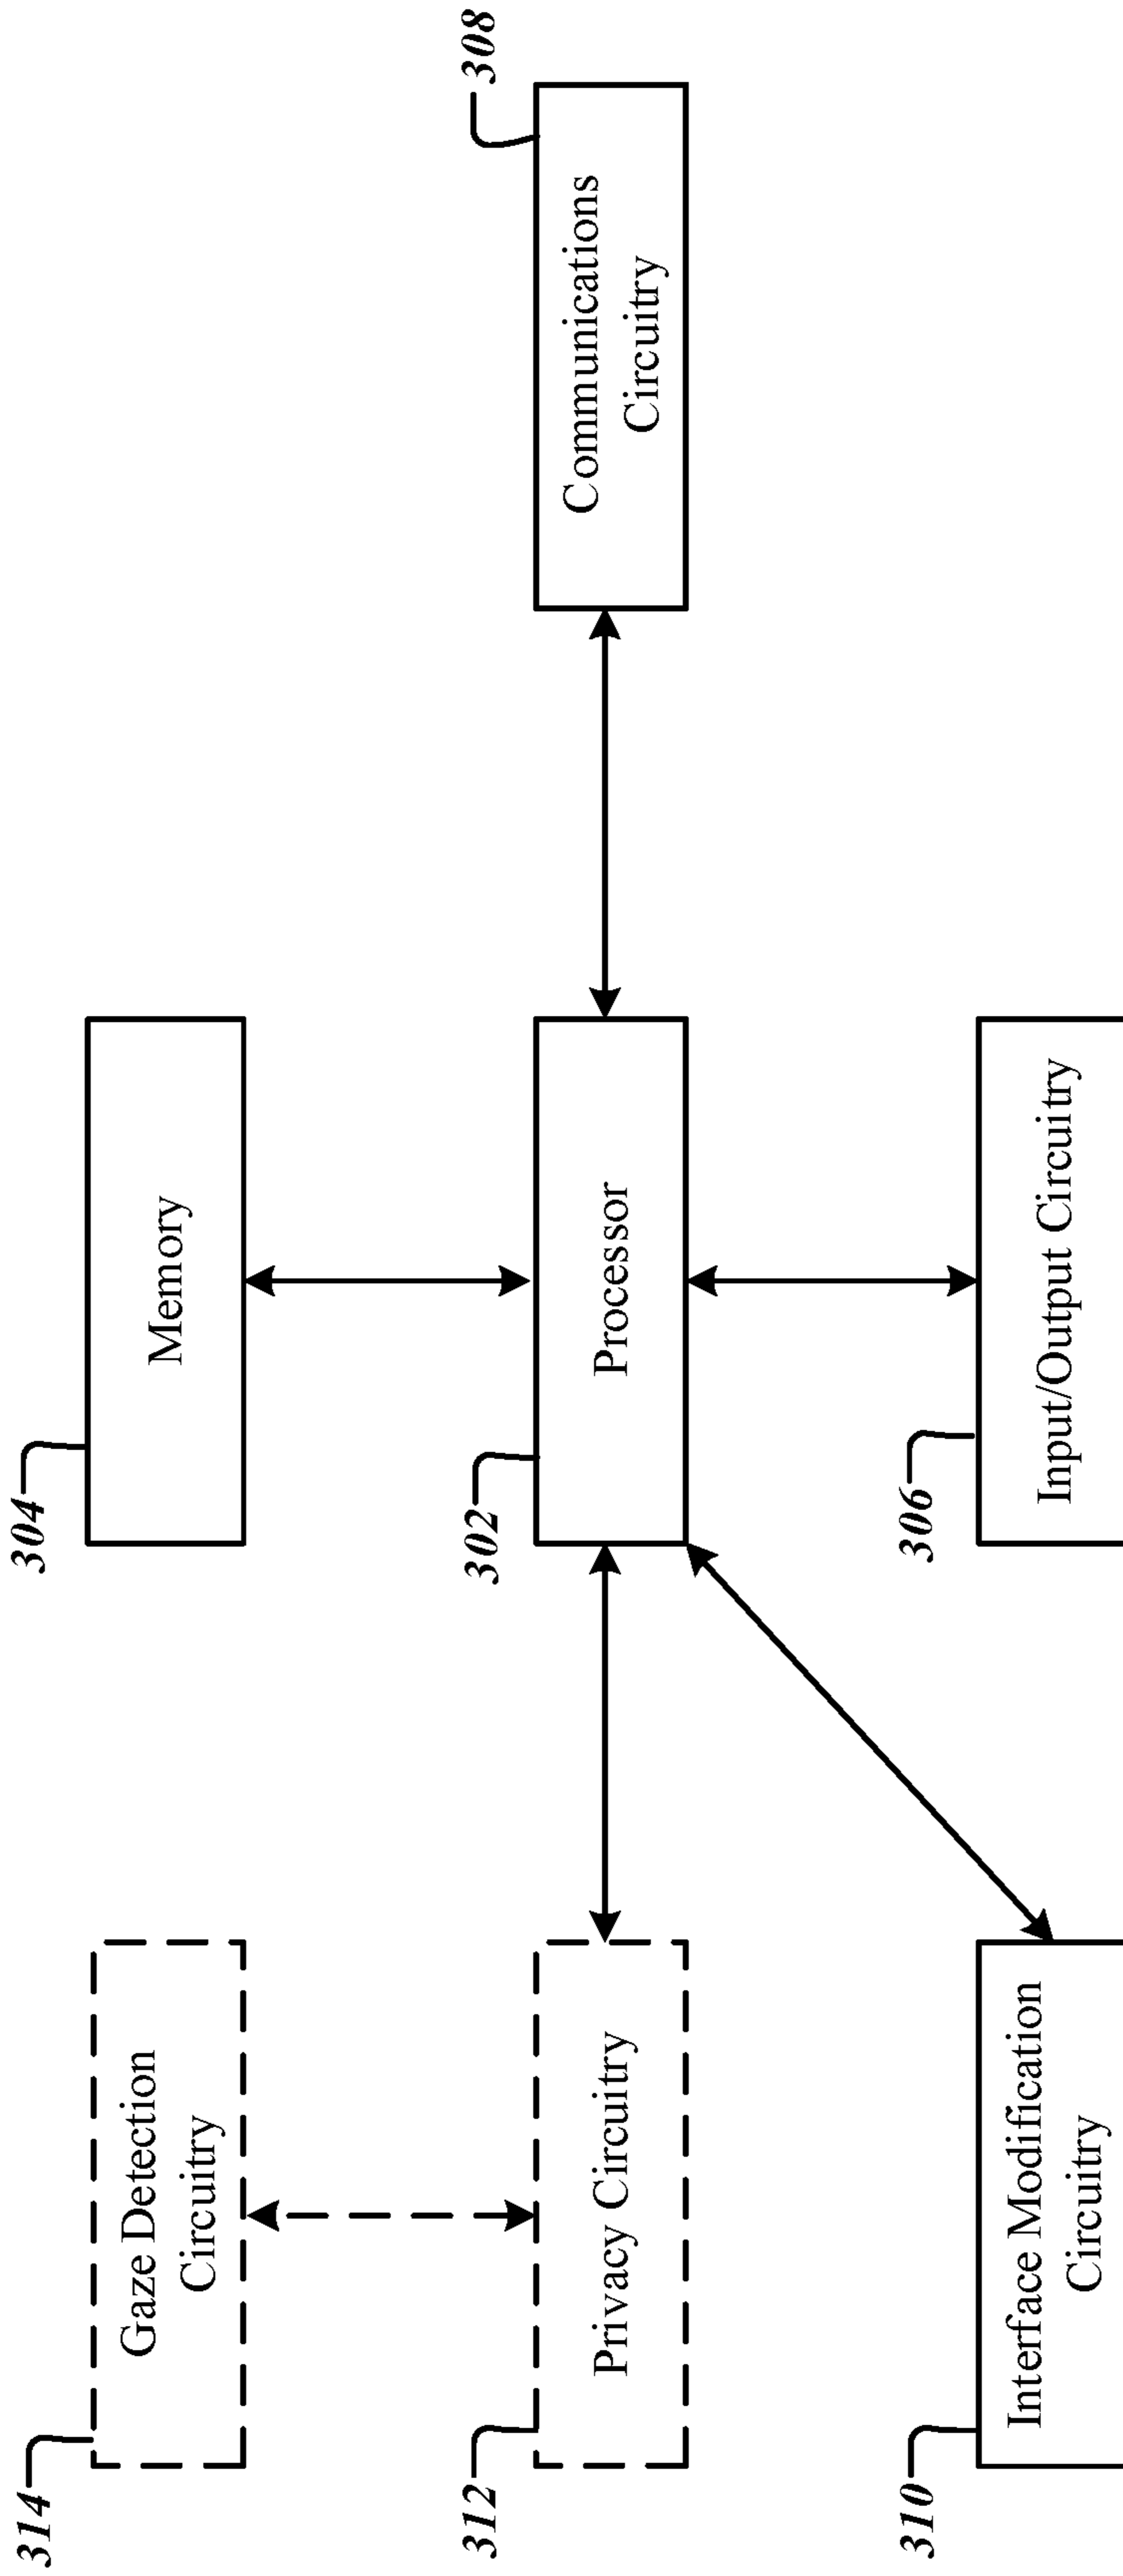 314
Gaze Detection
Circuitry
304
Memory
312
Privacy Circuitry
302
Processor
308
Communications
Circuitry
310
Interface Modification
Circuitry
306
Input/Output Circuitry